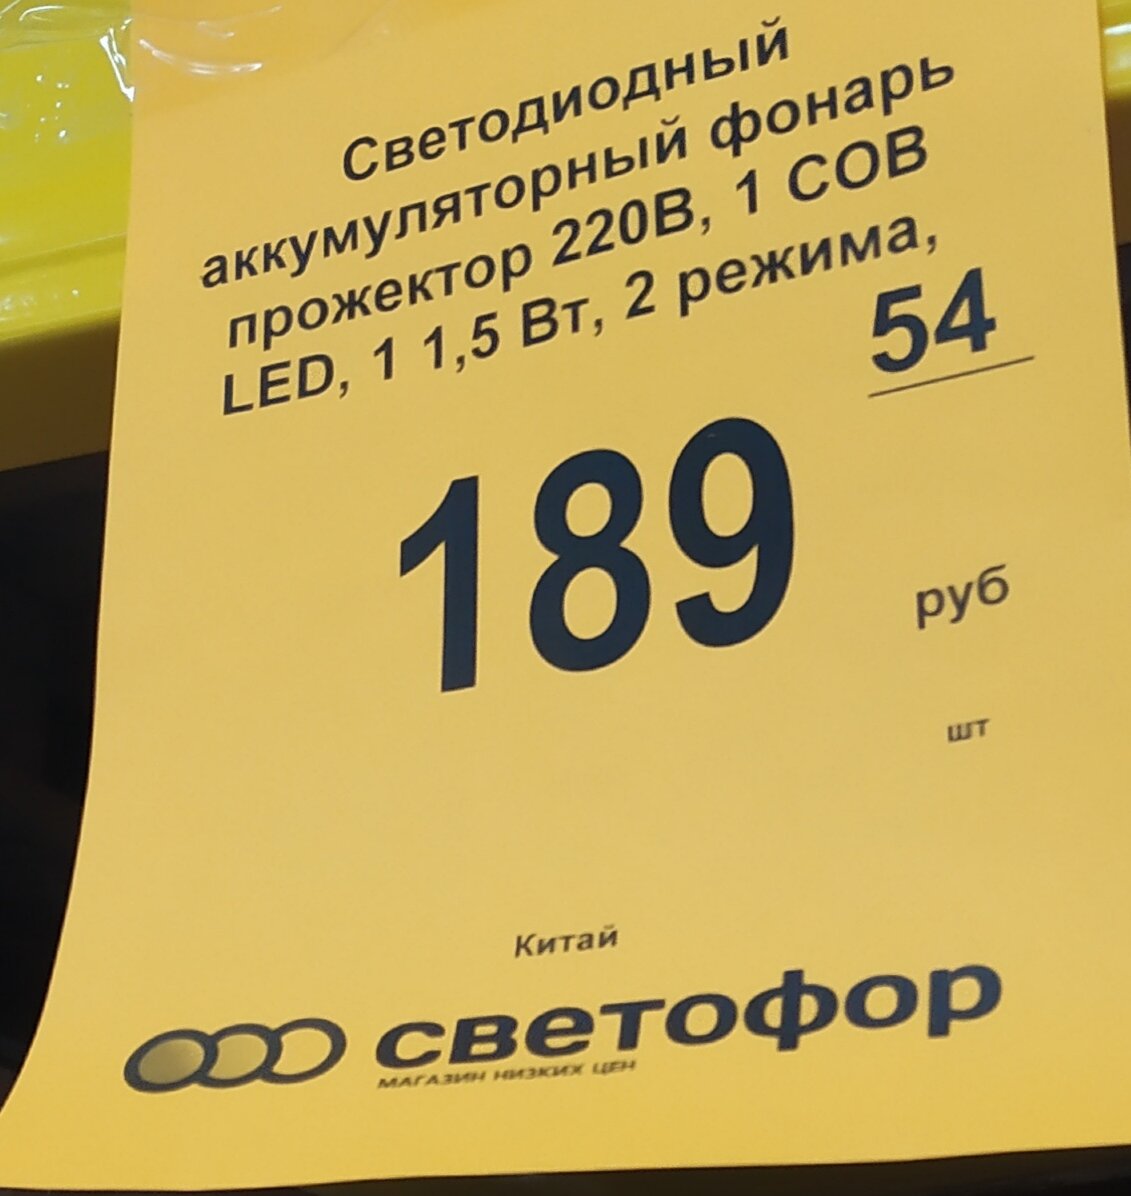 Светодиодный
аккумуляторный фонарь
прожектор 220В, 1 COB
LED, 1 1,5 Вт, 2 режима,
189 54
руб
шт
Китай
светофор
МАГАЗИН НИЗКИХ ЦЕН